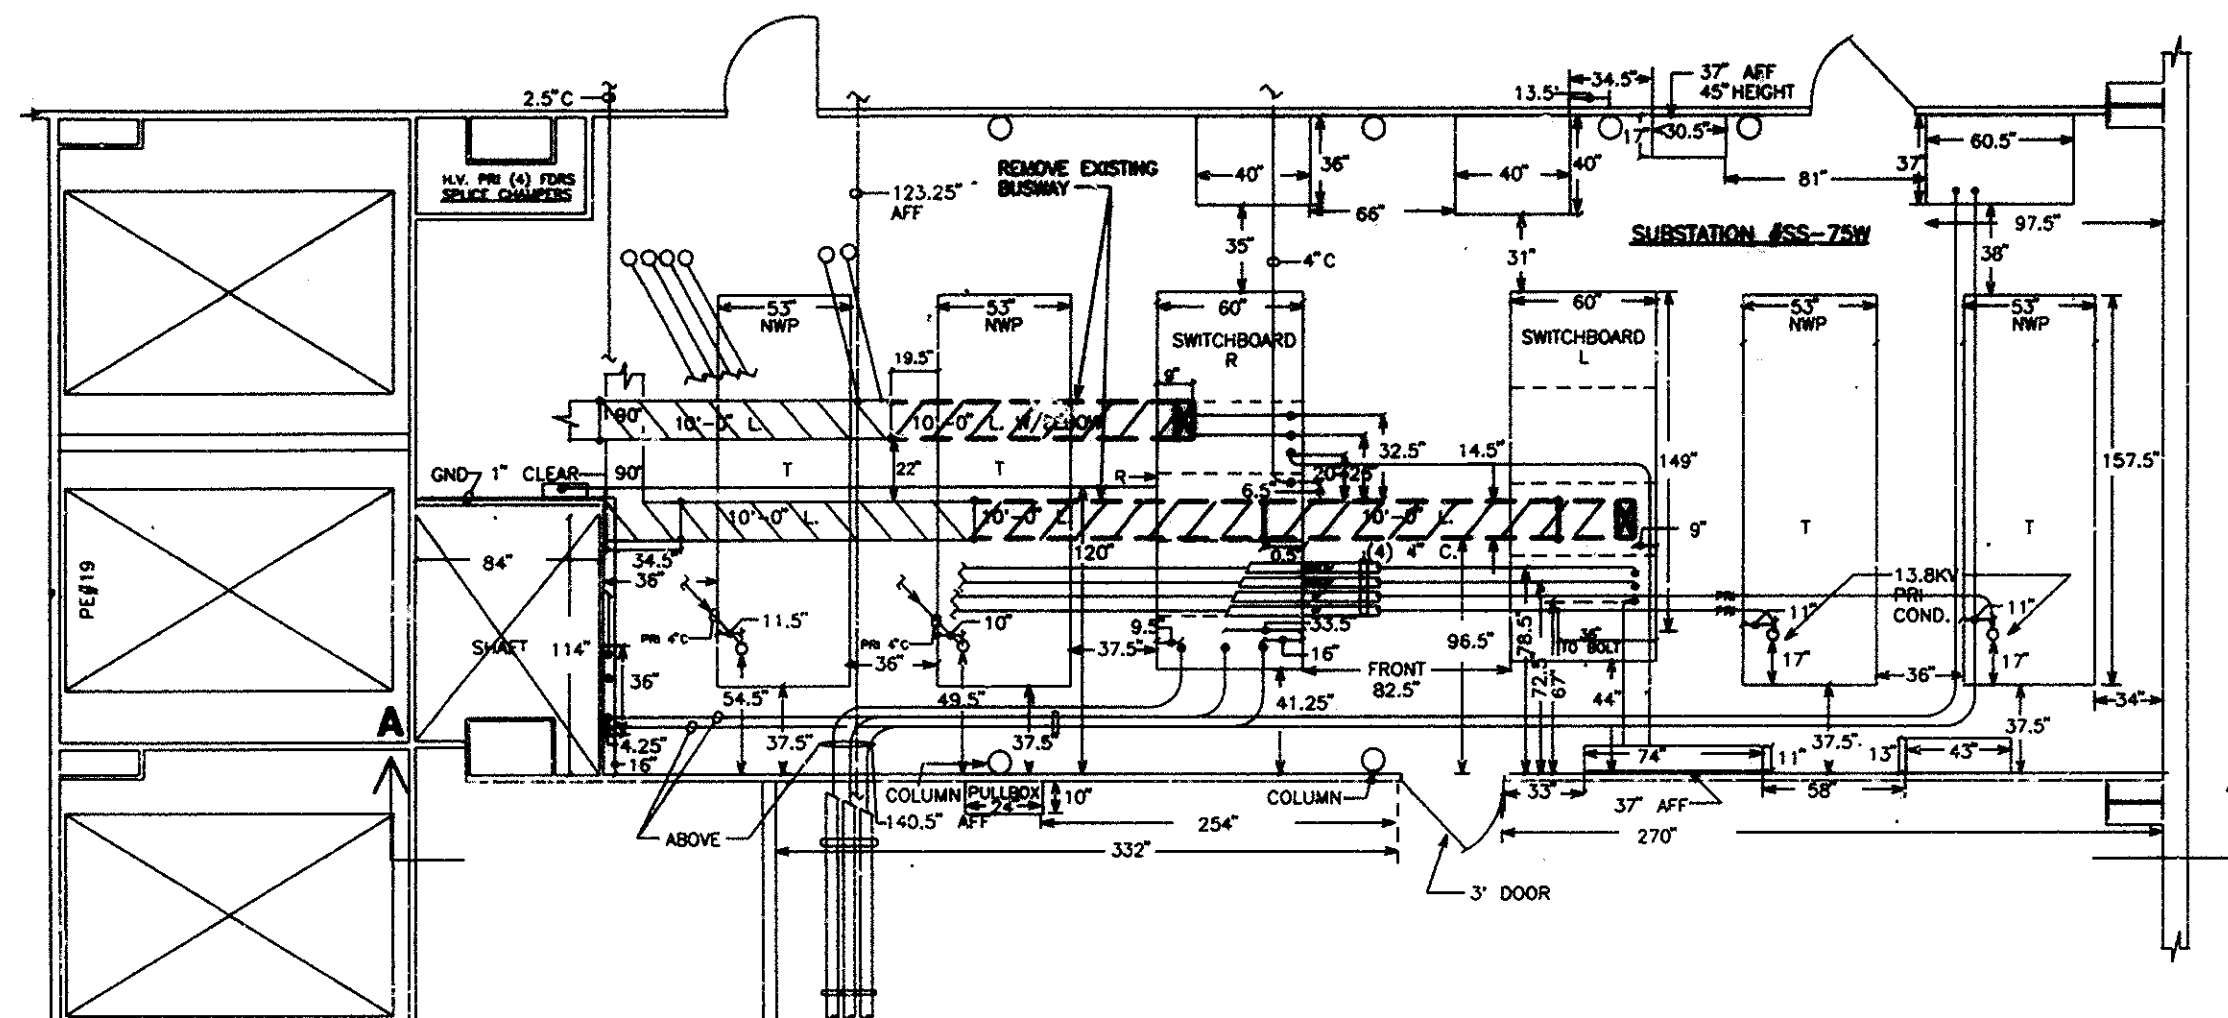 2.5"C
13.5'
34.5"
37" AFF
45"HEIGHT
H.V. PRI (4) FDRS
SPLICE CHAMPERS
123.25"
AFF
REMOVE EXISTING
BUSWAY
40"
36"
66"
40"
40"
17"
30.5"
81"
37"
60.5"
97.5"
35"
4"C
31"
SUBSTATION #SS-75W
38"
53"
NWP
53"
NWP
60"
SWITCHBOARD
R
60"
SWITCHBOARD
L
53"
NWP
53"
NWP
19.5"
9"
90"
10'-0" L.
32.5"
14.5"
149"
157.5"
GND
1"
CLEAR
90"
T
22"
T
R
6.5"
T
T
10'-0" L.
10'-0" L.
10'-0" L.
9"
84"
34.5"
36"
120"
0.5"
(4) 4" C.
PE#19
SHAFT
114"
PRI 4"C
11.5"
PRI 4"C
10"
9.5"
33.5"
16"
96.5"
78.5"
72.5"
67"
36"
TO BOLT
PRI
PRI
11"
13.8KV
PRI
COND.
11"
36"
36"
37.5"
FRONT
82.5"
44"
17"
36"
17"
54.5"
49.5"
41.25"
34"
A
4.25"
16"
37.5"
37.5"
74"
11"
37.5"
13"
43"
37.5"
COLUMN
PULLBOX
24"
10"
COLUMN
33"
37" AFF
58"
ABOVE
140.5" AFF
254"
270"
332"
3' DOOR